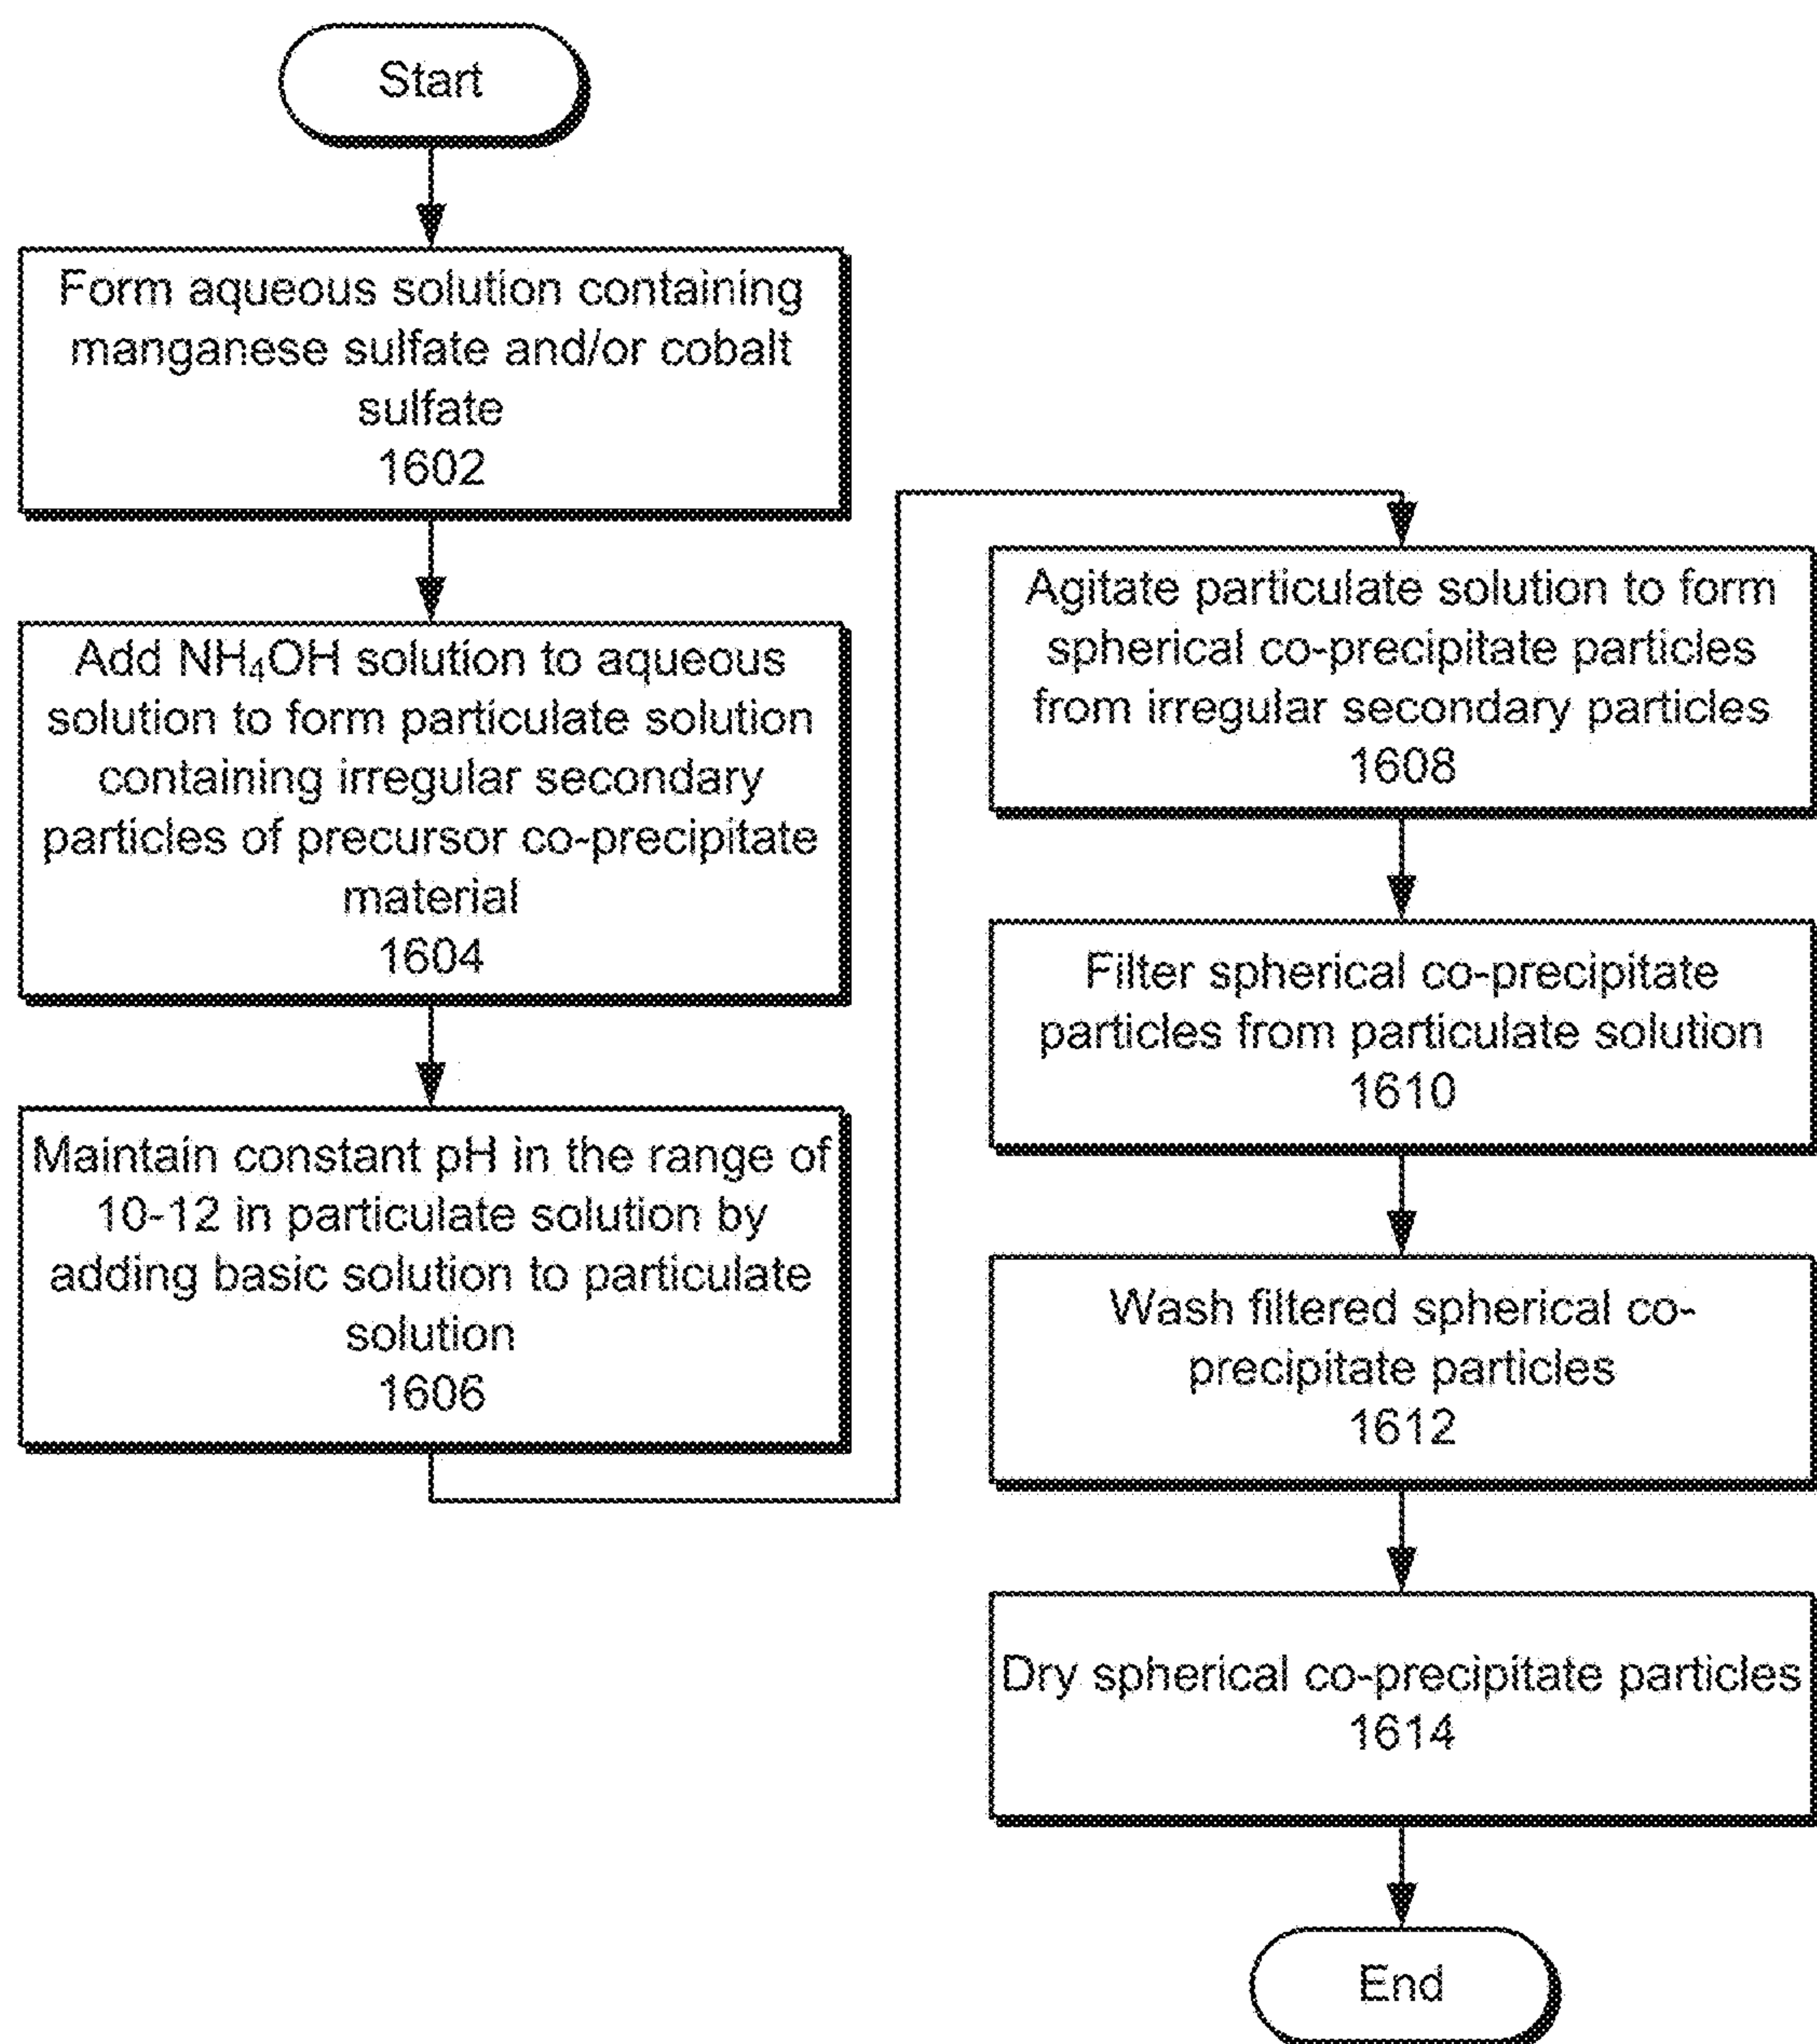 Start
Form aqueous solution containing
manganese sulfate and/or cobalt
sulfate
1602
Add NH₄OH solution to aqueous
solution to form particulate solution
containing irregular secondary
particles of precursor co-precipitate
material
1604
Maintain constant pH in the range of
10-12 in particulate solution by
adding basic solution to particulate
solution
1606
Agitate particulate solution to form
spherical co-precipitate particles
from irregular secondary particles
1608
Filter spherical co-precipitate
particles from particulate solution
1610
Wash filtered spherical co-
precipitate particles
1612
Dry spherical co-precipitate particles
1614
End